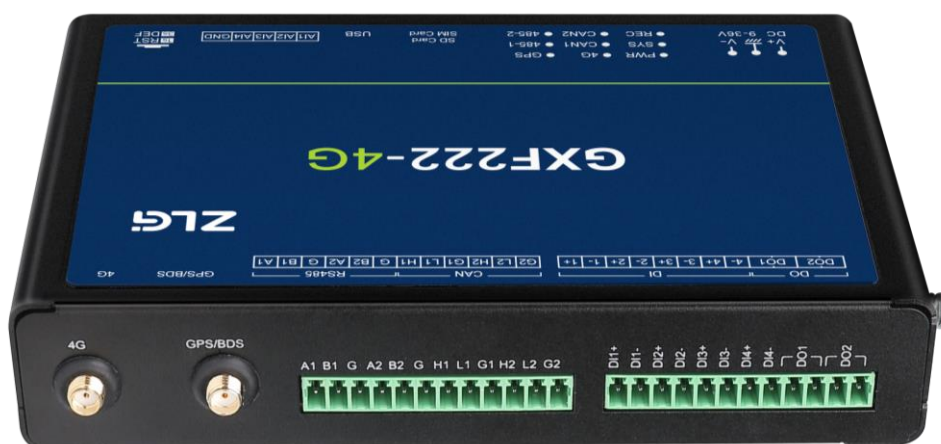 RST
DEF
AI1 AI2 AI3 AI4 GND
USB
SD Card
SIM Card
485-2
485-1
GPS
CAN2
CAN1
4G
REC
SYS
PWR
DC 9-36V
V-
V+
GXF222-4G
ZLG
4G
GPS/BDS
A1 B1 G A2 B2 G H1 L1 G1 H2 L2 G2
RS485
CAN
1+ 1- 2+ 2- 3+ 3- 4+ 4- DO1 DO2
DI
DO
4G
GPS/BDS
A1 B1 G A2 B2 G H1 L1 G1 H2 L2 G2
DI1+ DI1- DI2+ DI2- DI3+ DI3- DI4+ DI4- DO1 DO2